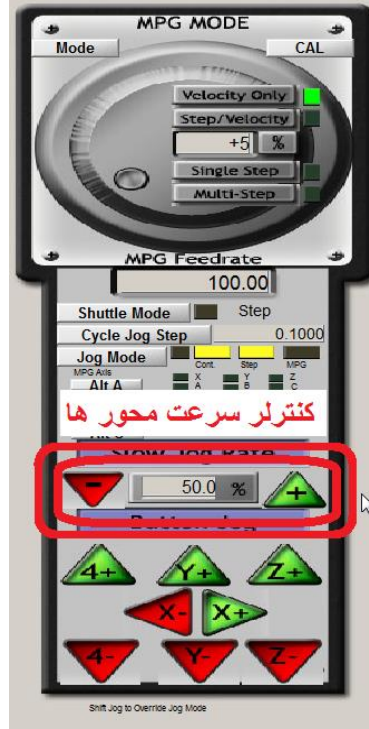 MPG MODE
Mode CAL
Velocity Only
Step/Velocity
+5 %
Single Step
Multi-Step
MPG Feedrate
100.00
Shuttle Mode Step
Cycle Jog Step 0.1000
Jog Mode Cont. Step MPG
MPG Axis X Y Z
Alt A A B C
کنترلر سرعت محور ها
Slow Jog Rate
- 50.0 % +
Button Jog
4+ Y+ Z+
X- X+
4- Y- Z-
Shift Jog to Override Jog Mode